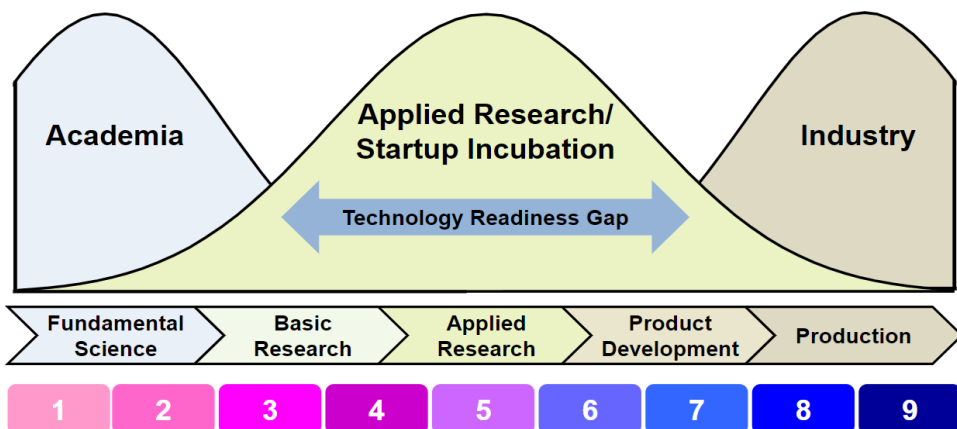 Academia
Applied Research/
Startup Incubation
Industry
Technology Readiness Gap
Fundamental
Science
Basic
Research
Applied
Research
Product
Development
Production
1 2 3 4 5 6 7 8 9